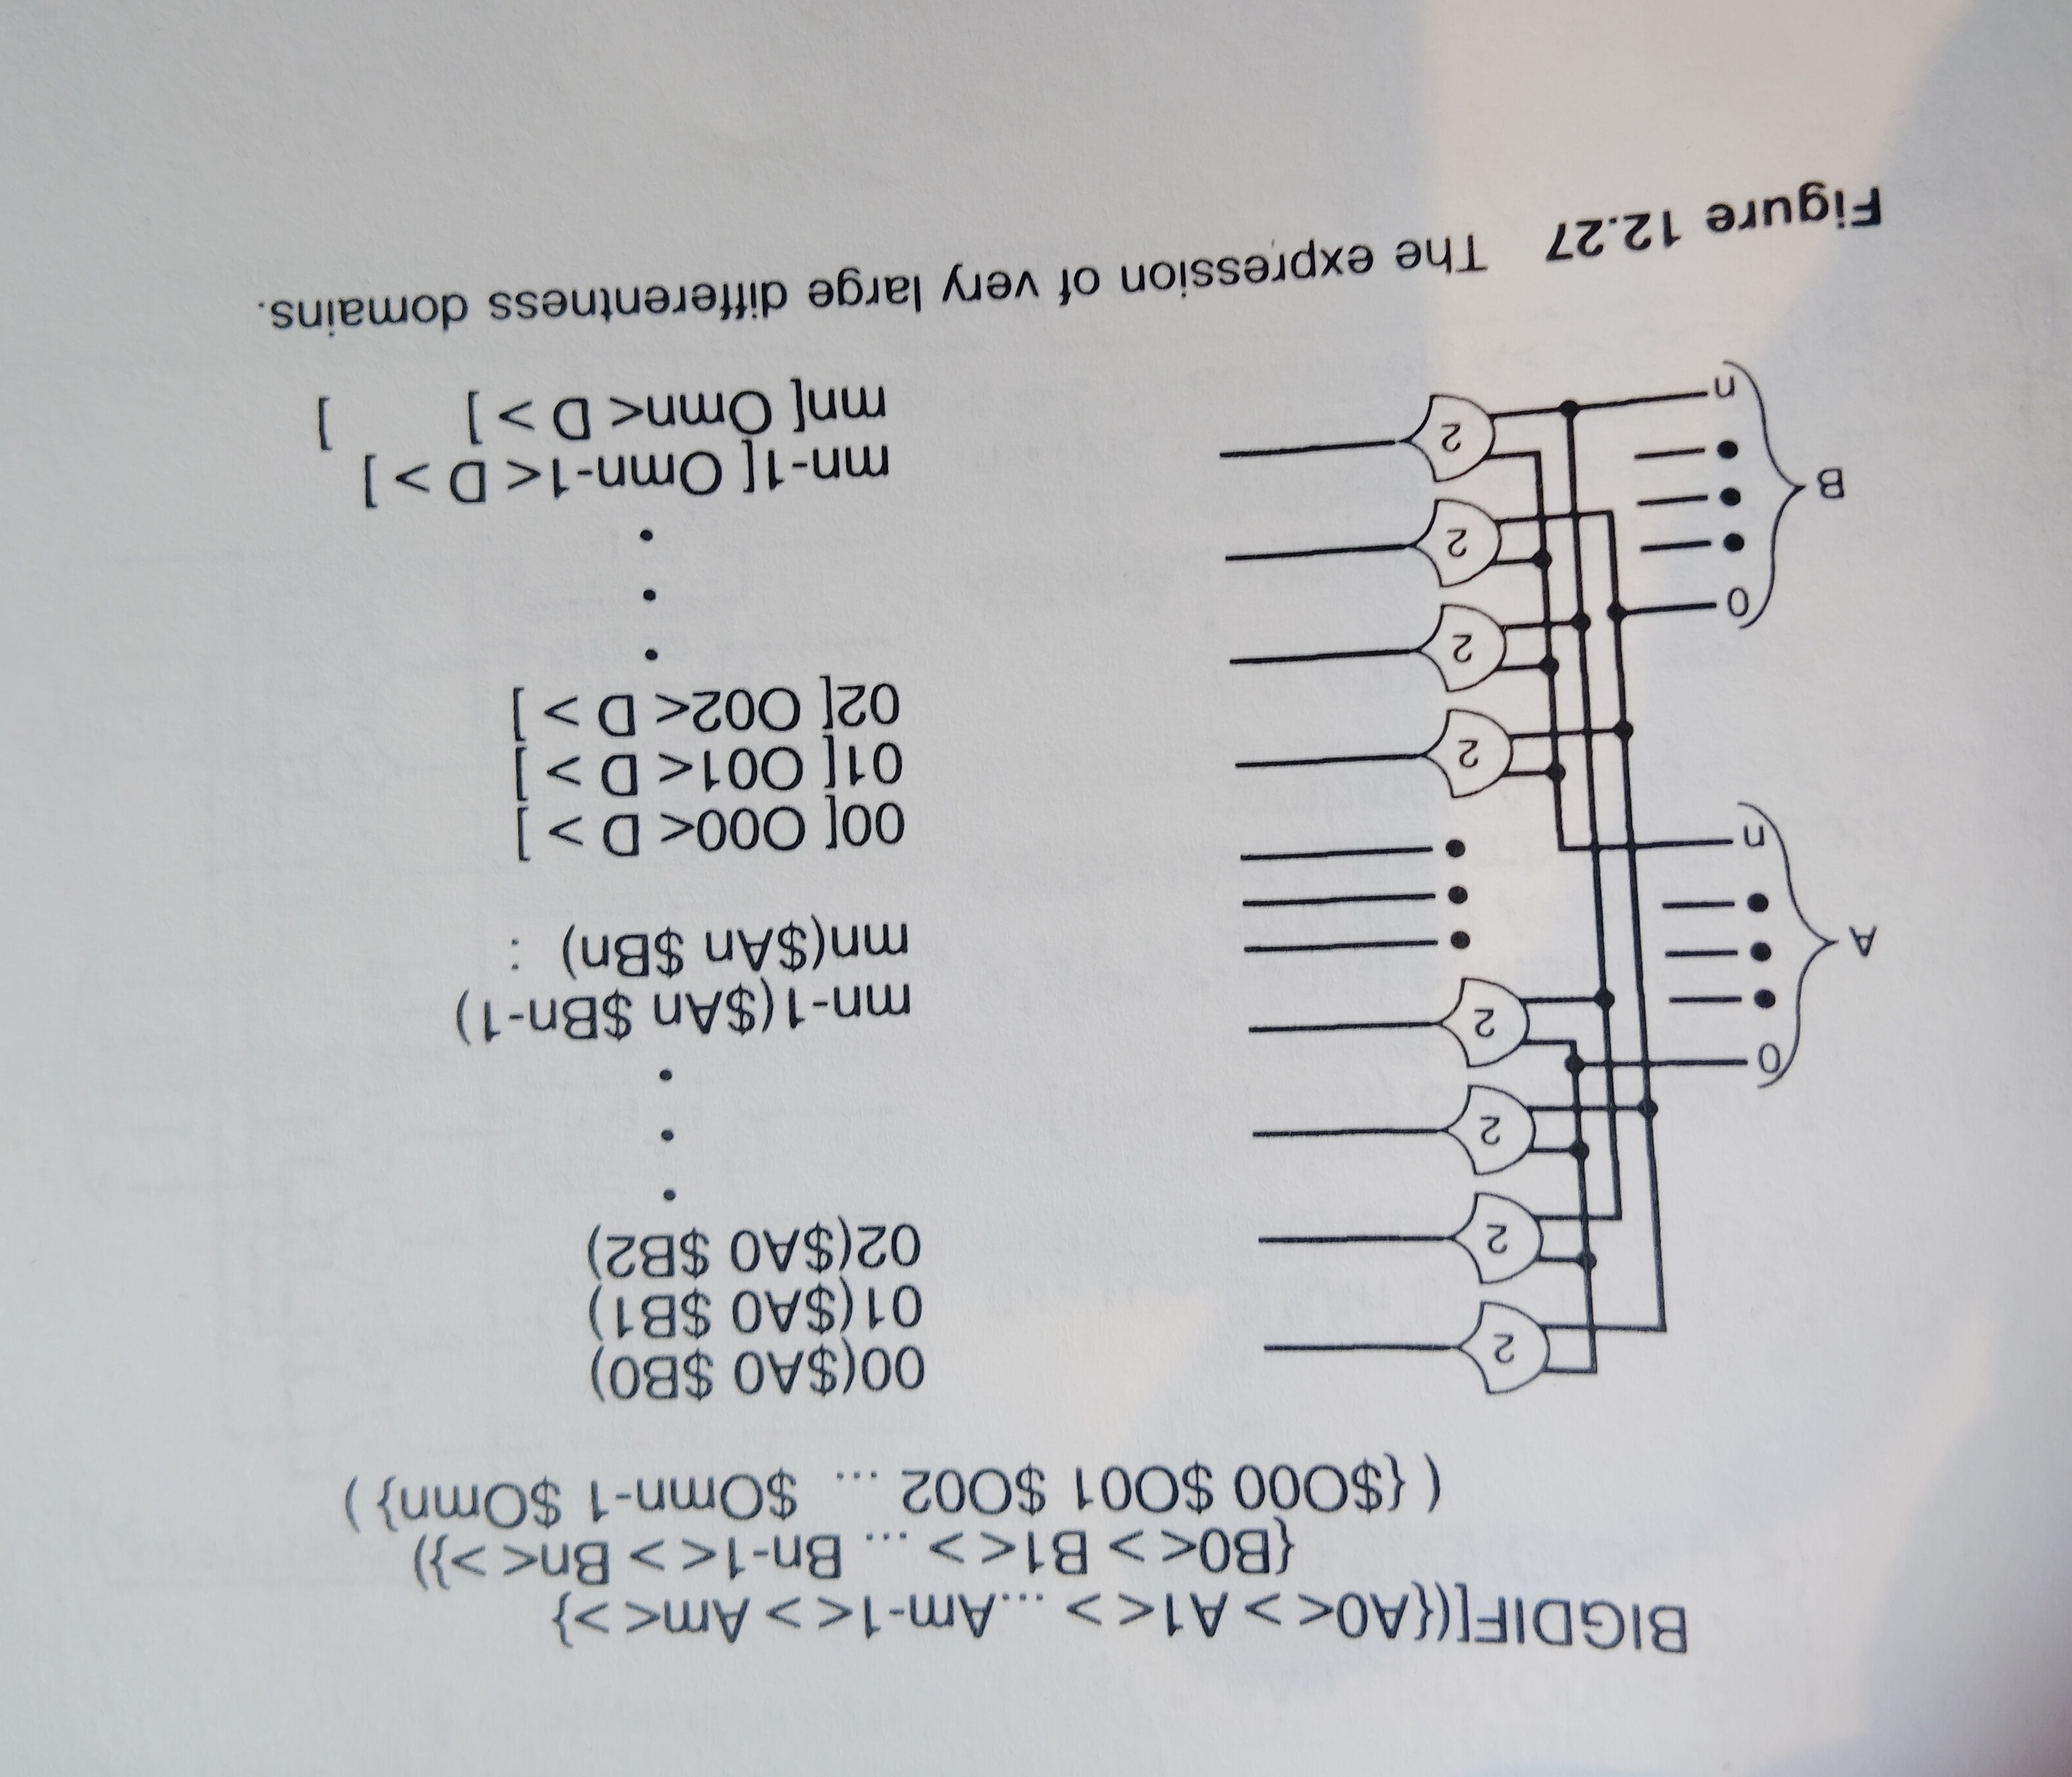 BIGDIF[({A0< > A1< > ...Am-1< > Am< >}
{B0< > B1< > ... Bn-1< > Bn< >})
( {$O00 $O01 $O02 ... $Omn-1 $Omn} )
2
2
2
2
2
2
2
2
A
0
n
B
0
n
00($A0 $B0)
01($A0 $B1)
02($A0 $B2)
.
.
.
mn-1($An $Bn-1)
mn($An $Bn) :
00[ O00< D > ]
01[ O01< D > ]
02[ O02< D > ]
.
.
.
mn-1[ Omn-1< D > ]
mn[ Omn< D > ] ]
Figure 12.27 The expression of very large differentness domains.